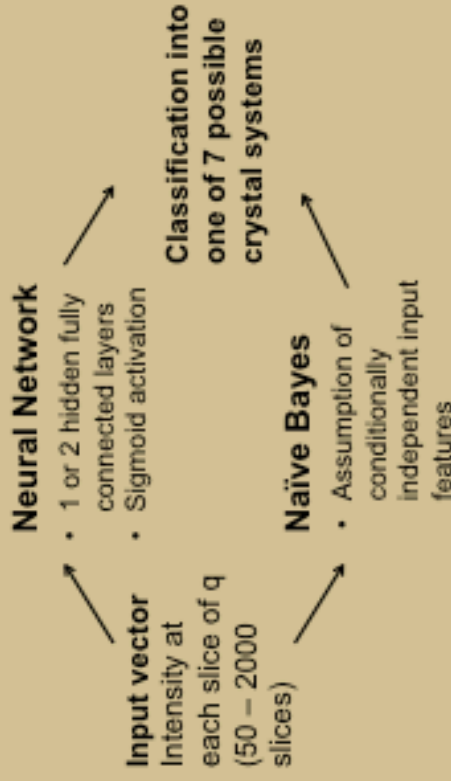 Input vector
Intensity at
each slice of q
(50 – 2000
slices)
Neural Network
• 1 or 2 hidden fully
connected layers
• Sigmoid activation
Naïve Bayes
• Assumption of
conditionally
independent input
features
Classification into
one of 7 possible
crystal systems